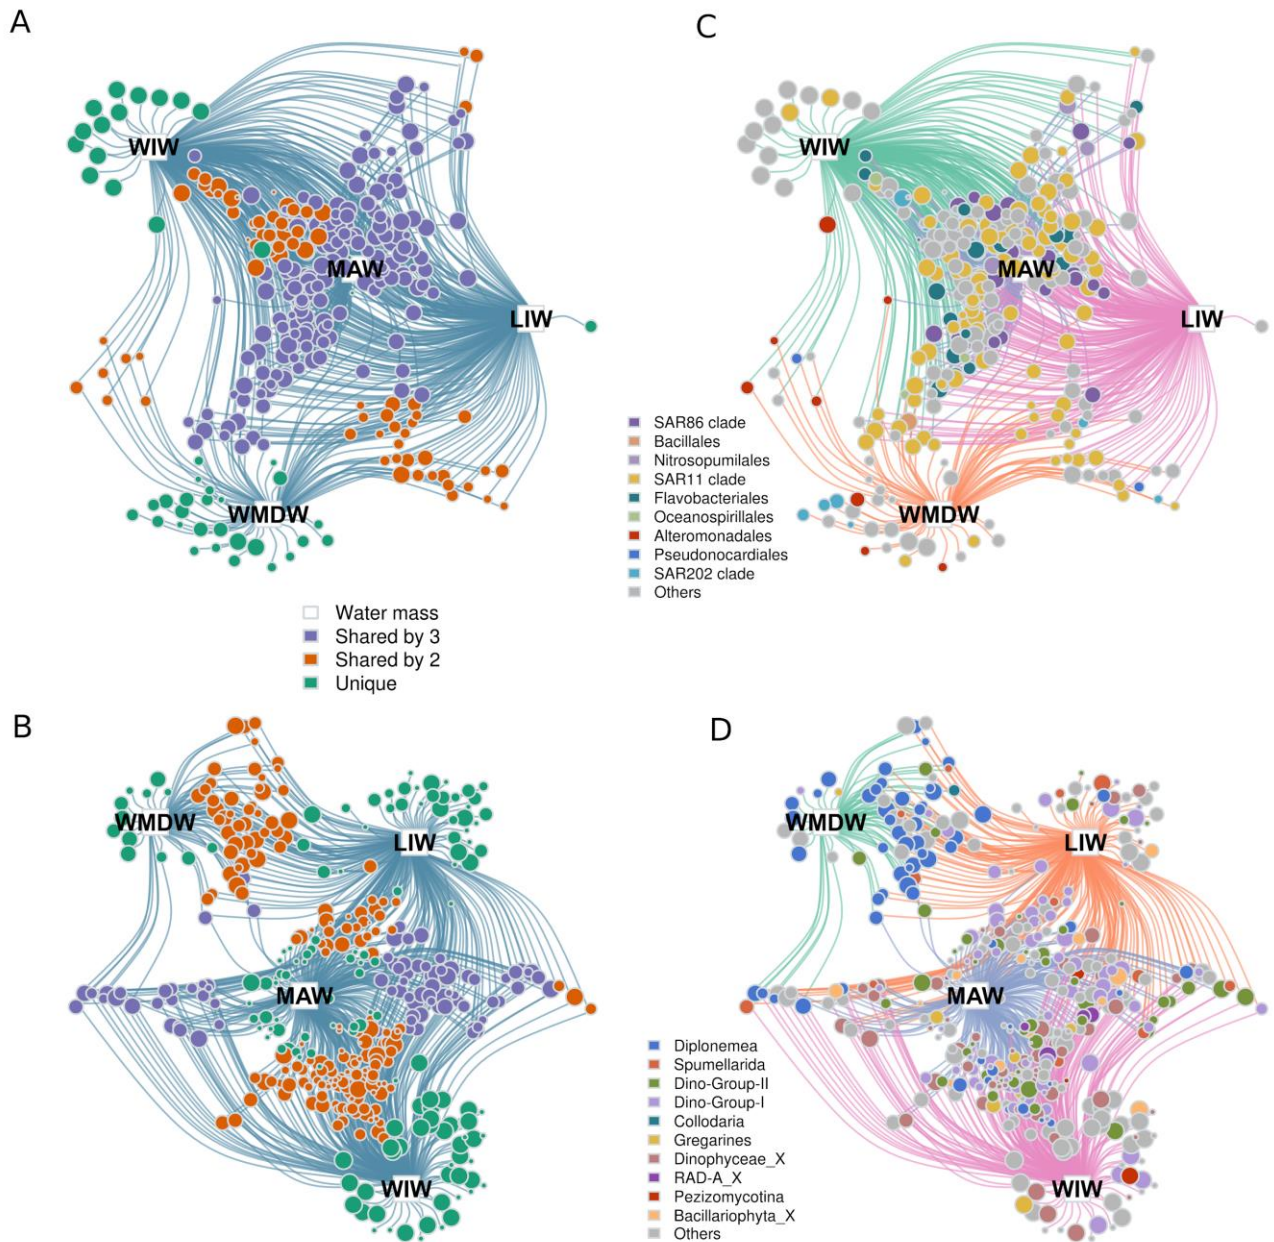 A
WIW
MAW
LIW
WMDW
Water mass
Shared by 3
Shared by 2
Unique
C
WIW
MAW
LIW
WMDW
SAR86 clade
Bacillales
Nitrosopumilales
SAR11 clade
Flavobacteriales
Oceanospirillales
Alteromonadales
Pseudonocardiales
SAR202 clade
Others
B
WMDW
LIW
MAW
WIW
D
WMDW
LIW
MAW
WIW
Diplonemea
Spumellarida
Dino-Group-II
Dino-Group-I
Collodaria
Gregarines
Dinophyceae_X
RAD-A_X
Pezizomycotina
Bacillariophyta_X
Others